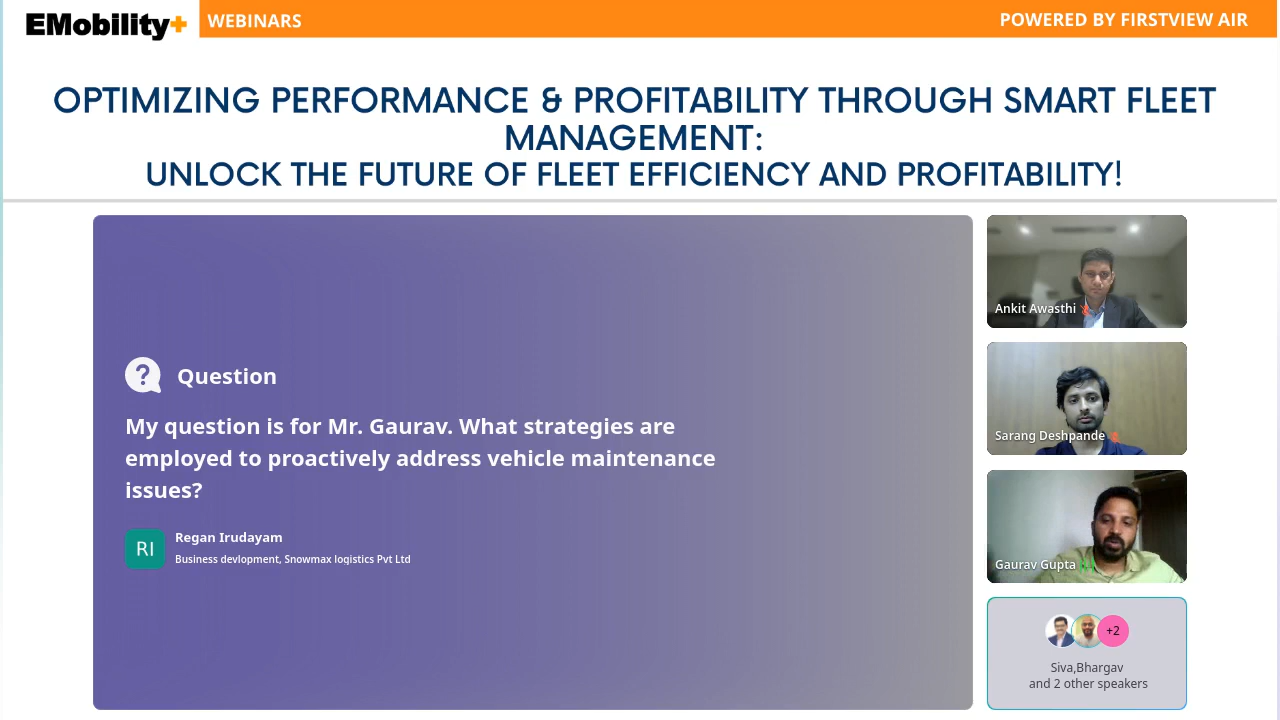 EMobility+
WEBINARS
POWERED BY FIRSTVIEW AIR
OPTIMIZING PERFORMANCE & PROFITABILITY THROUGH SMART FLEET
MANAGEMENT:
UNLOCK THE FUTURE OF FLEET EFFICIENCY AND PROFITABILITY!
Question
My question is for Mr. Gaurav. What strategies are
employed to proactively address vehicle maintenance
issues?
RI
Regan Irudayam
Business devlopment, Snowmax logistics Pvt Ltd
Ankit Awasthi
Sarang Deshpande
Gaurav Gupta
+2
Siva,Bhargav
and 2 other speakers